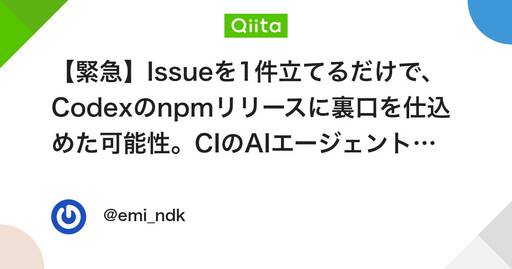 Qiita
【緊急】Issueを1件立てるだけで、
Codexのnpmリリースに裏口を仕込
めた可能性。CIのAIエージェント…
@emi_ndk